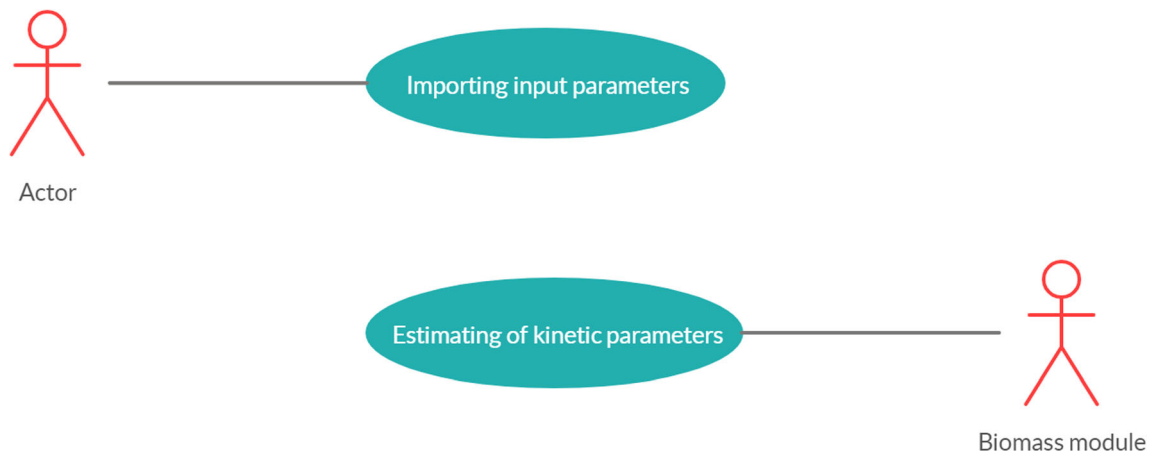 Importing input parameters
Actor
Estimating of kinetic parameters
Biomass module